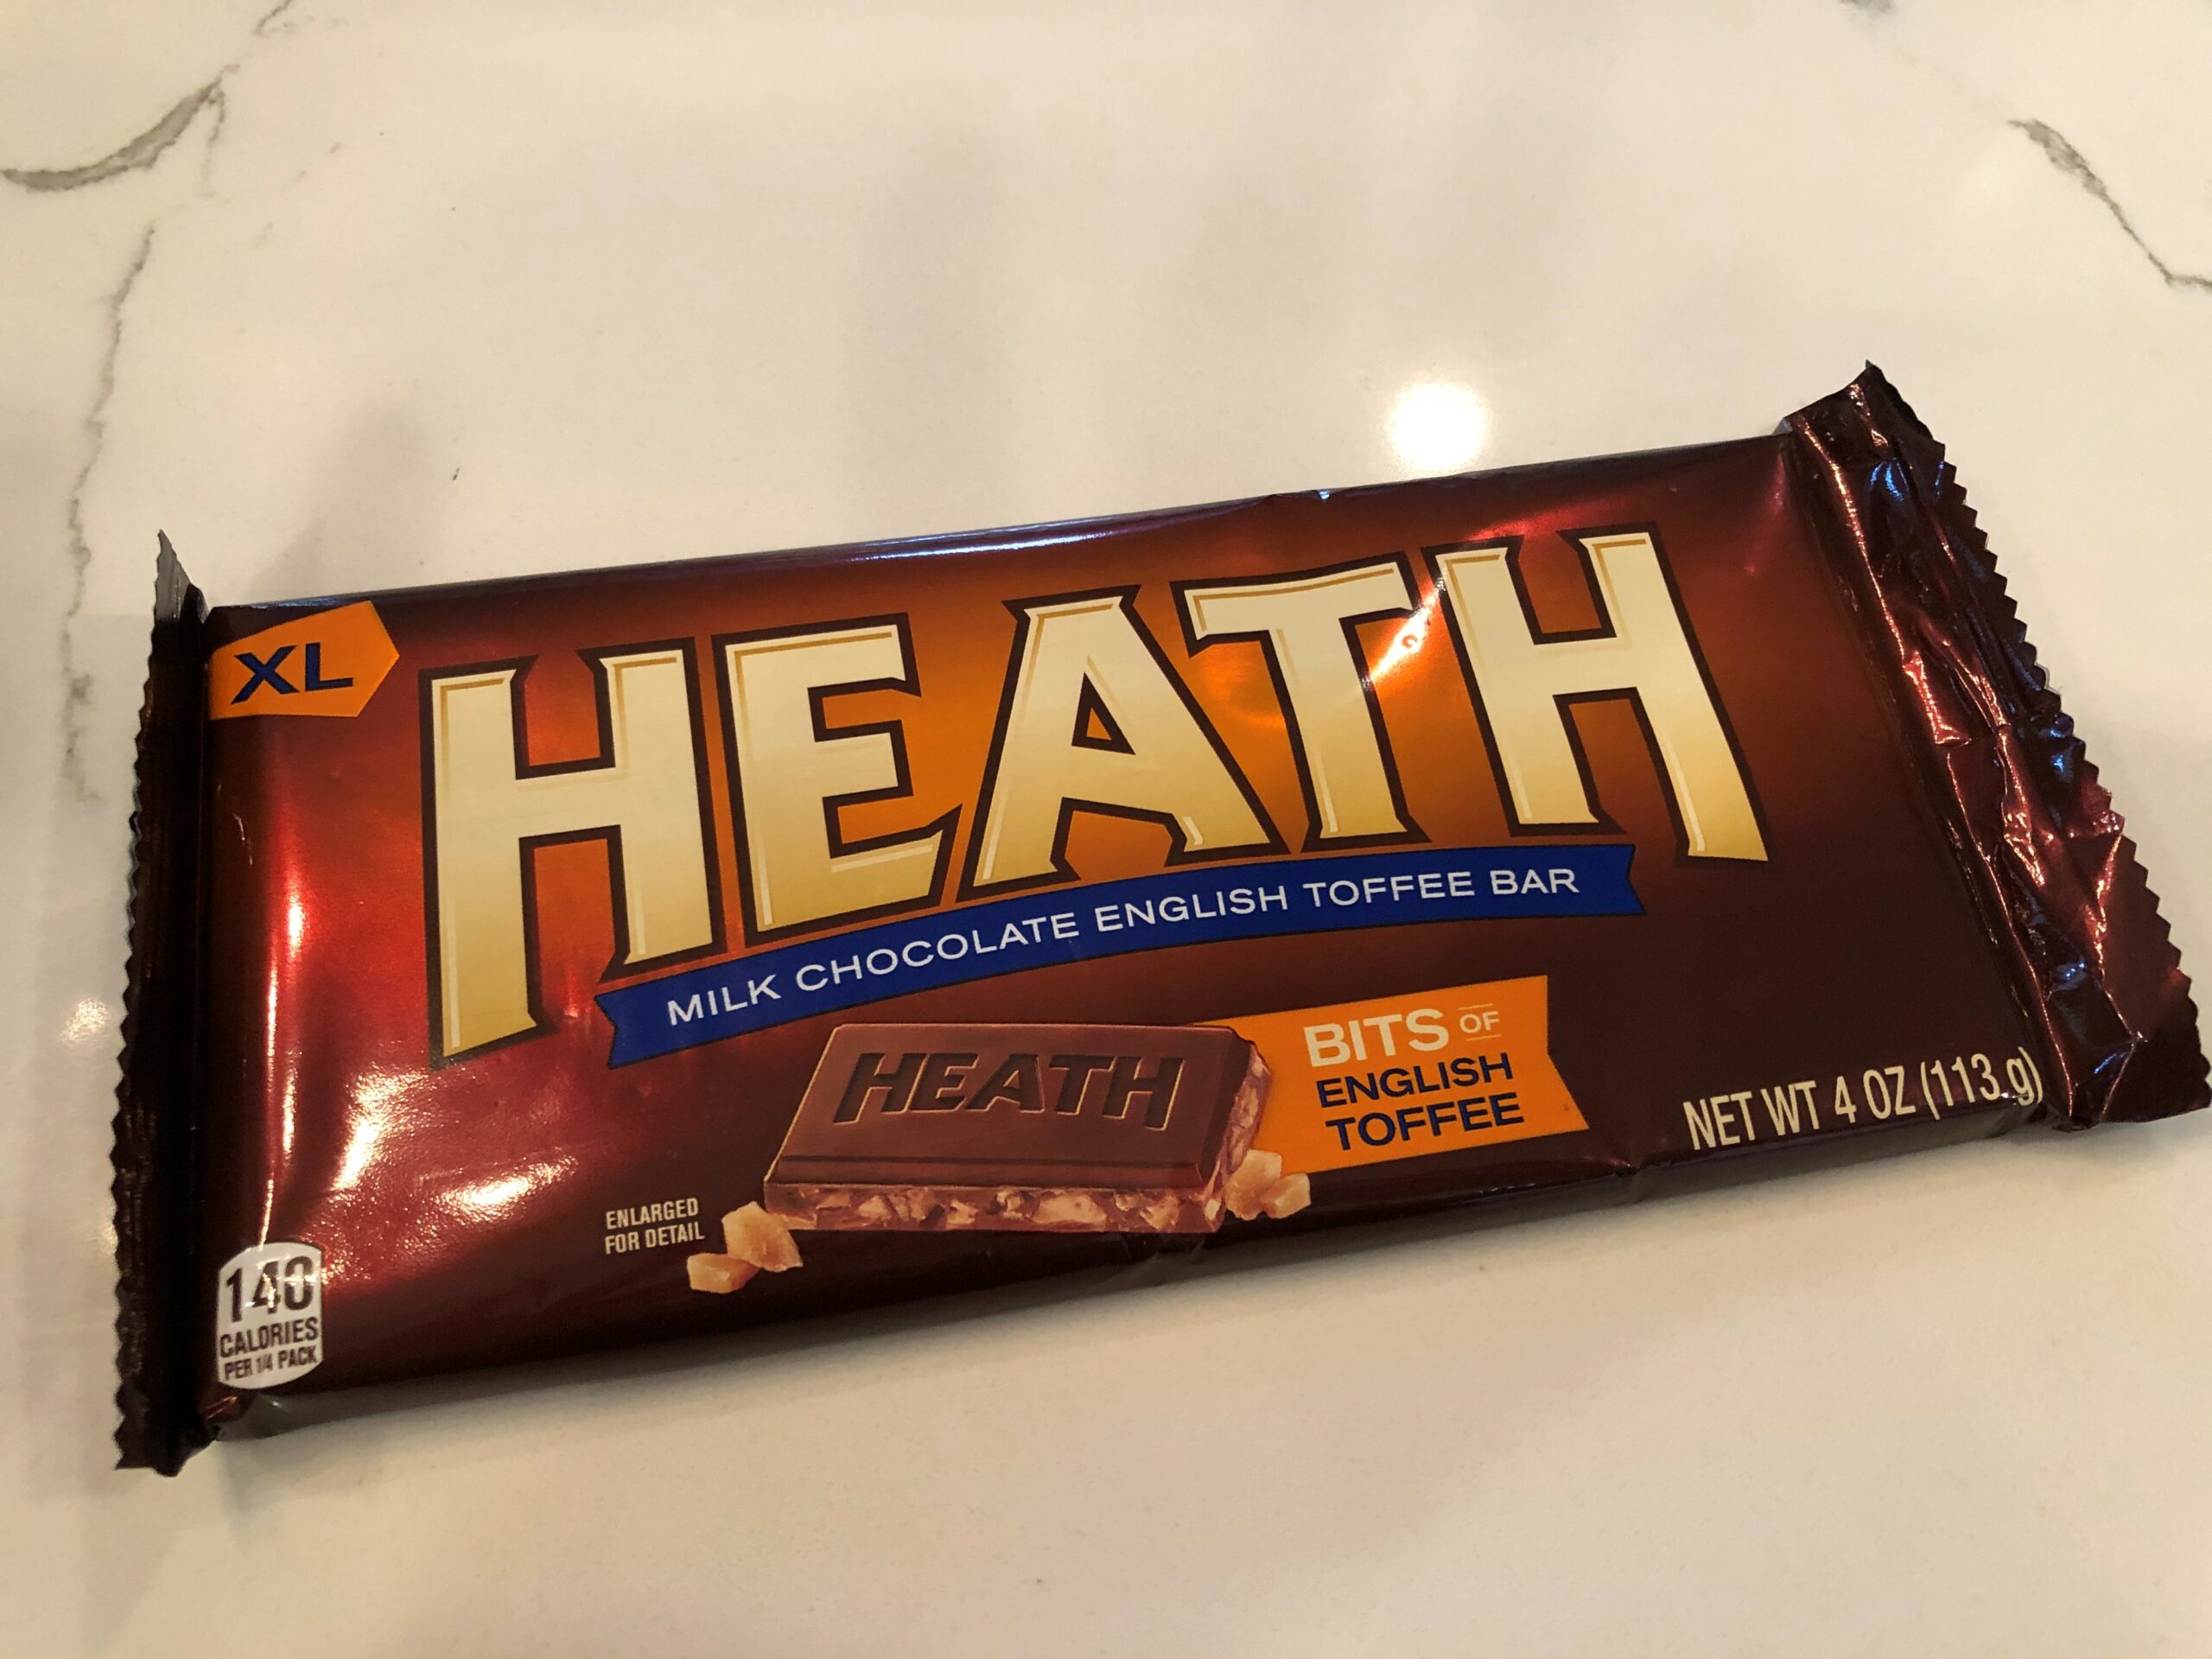 XL
HEATH
MILK CHOCOLATE ENGLISH TOFFEE BAR
HEATH
BITS OF
ENGLISH
TOFFEE
NET WT 4 OZ (113 g)
ENLARGED
FOR DETAIL
140
CALORIES
PER 1/4 PACK